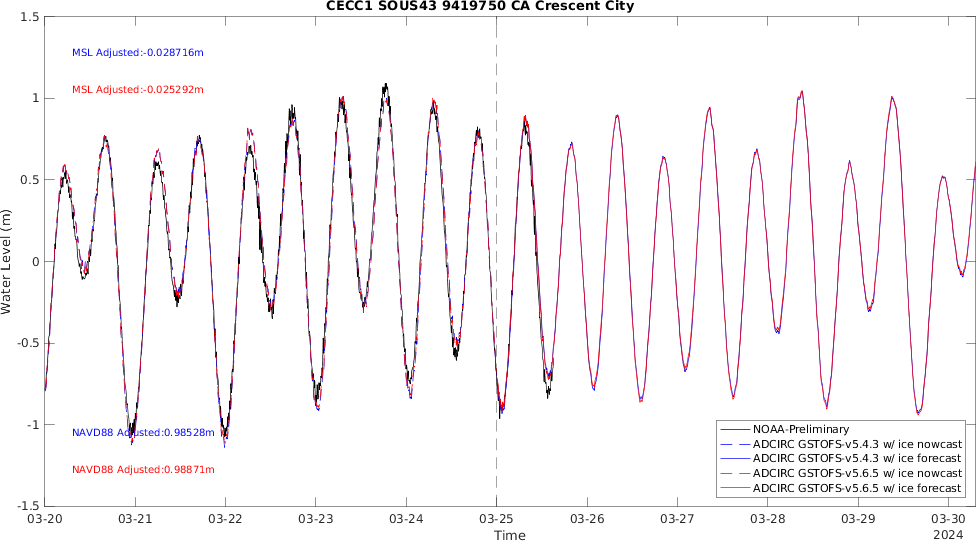 CECC1 SOUS43 9419750 CA Crescent City
1.5
1
0.5
0
-0.5
-1
-1.5
Water Level (m)
MSL Adjusted:-0.028716m
MSL Adjusted:-0.025292m
NAVD88 Adjusted:0.98528m
NAVD88 Adjusted:0.98871m
NOAA-Preliminary
ADCIRC GSTOFS-v5.4.3 w/ ice nowcast
ADCIRC GSTOFS-v5.4.3 w/ ice forecast
ADCIRC GSTOFS-v5.6.5 w/ ice nowcast
ADCIRC GSTOFS-v5.6.5 w/ ice forecast
03-20 03-21 03-22 03-23 03-24 03-25 03-26 03-27 03-28 03-29 03-30
Time
2024